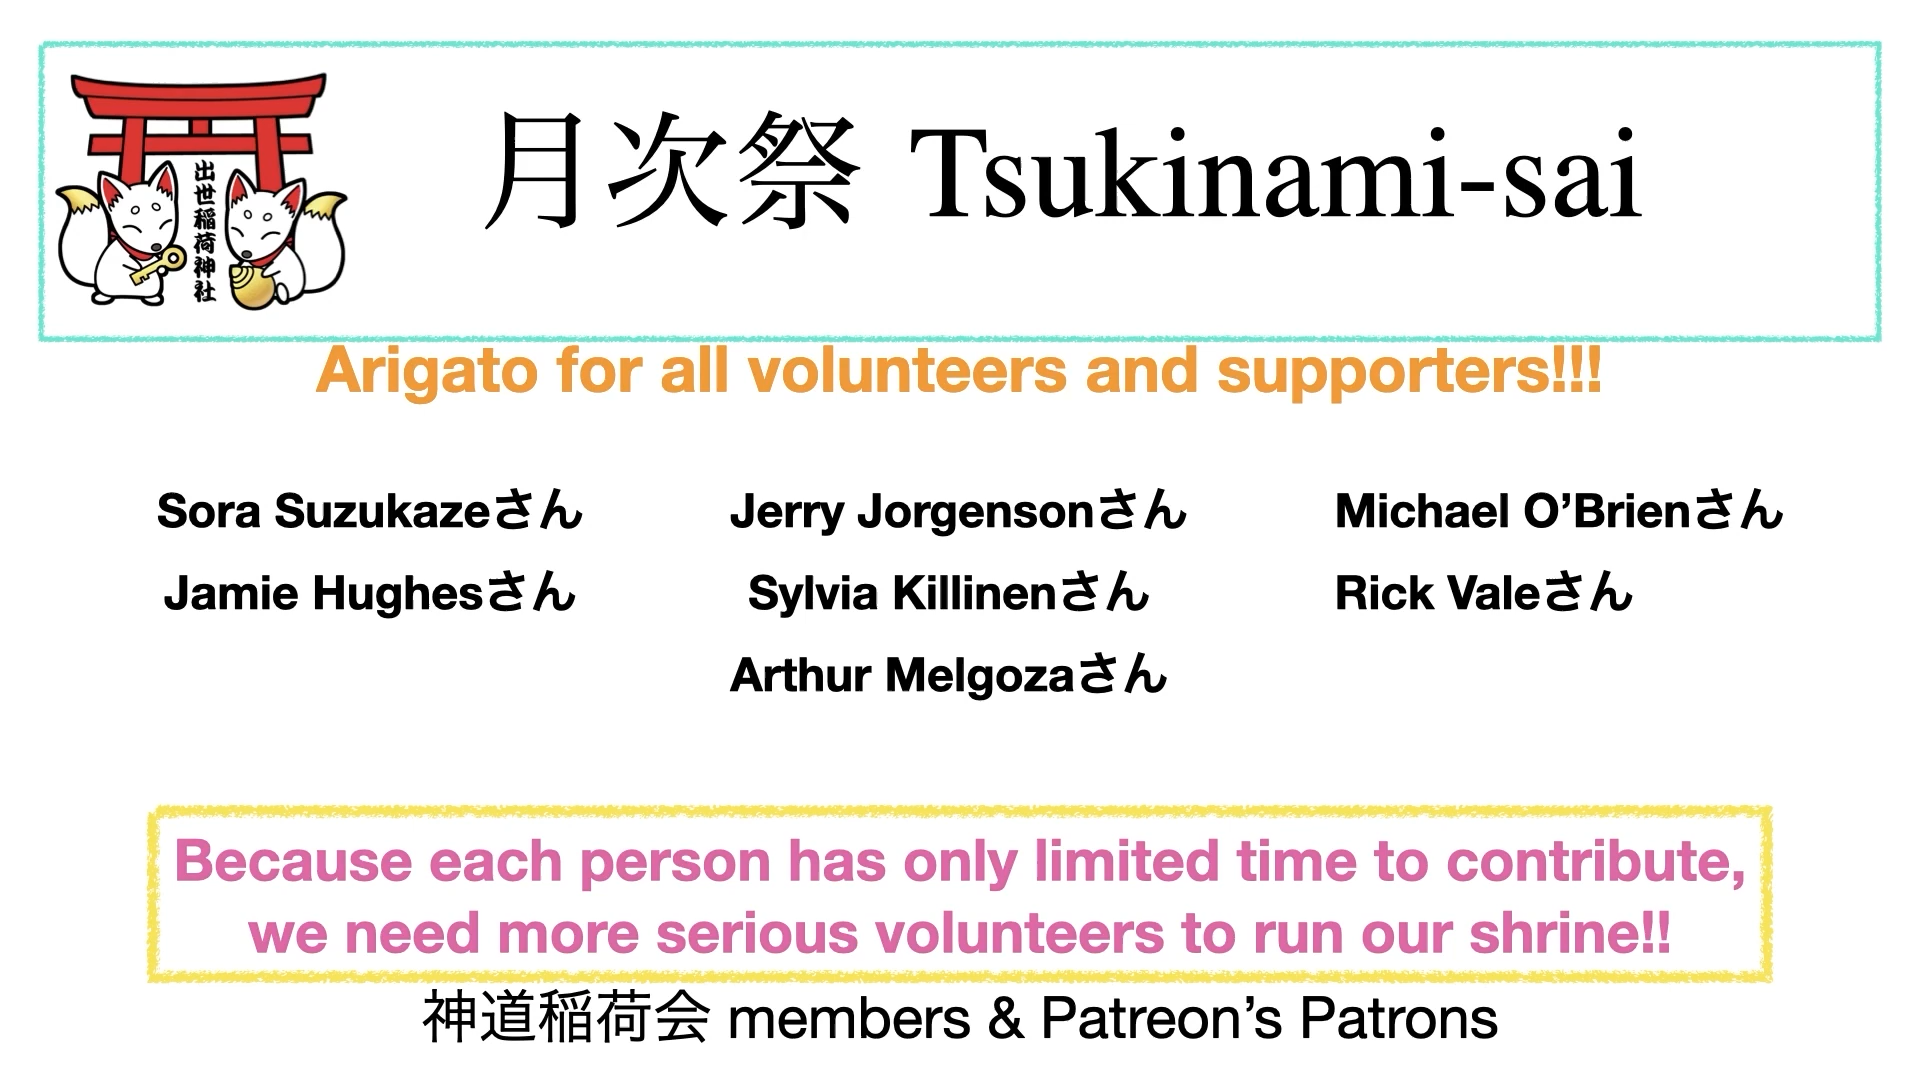 出世稲荷神社
月次祭 Tsukinami-sai
Arigato for all volunteers and supporters!!!
Sora Suzukazeさん
Jerry Jorgensonさん
Michael O’Brienさん
Jamie Hughesさん
Sylvia Killinenさん
Rick Valeさん
Arthur Melgozaさん
Because each person has only limited time to contribute,
we need more serious volunteers to run our shrine!!
神道稲荷会 members & Patreon’s Patrons